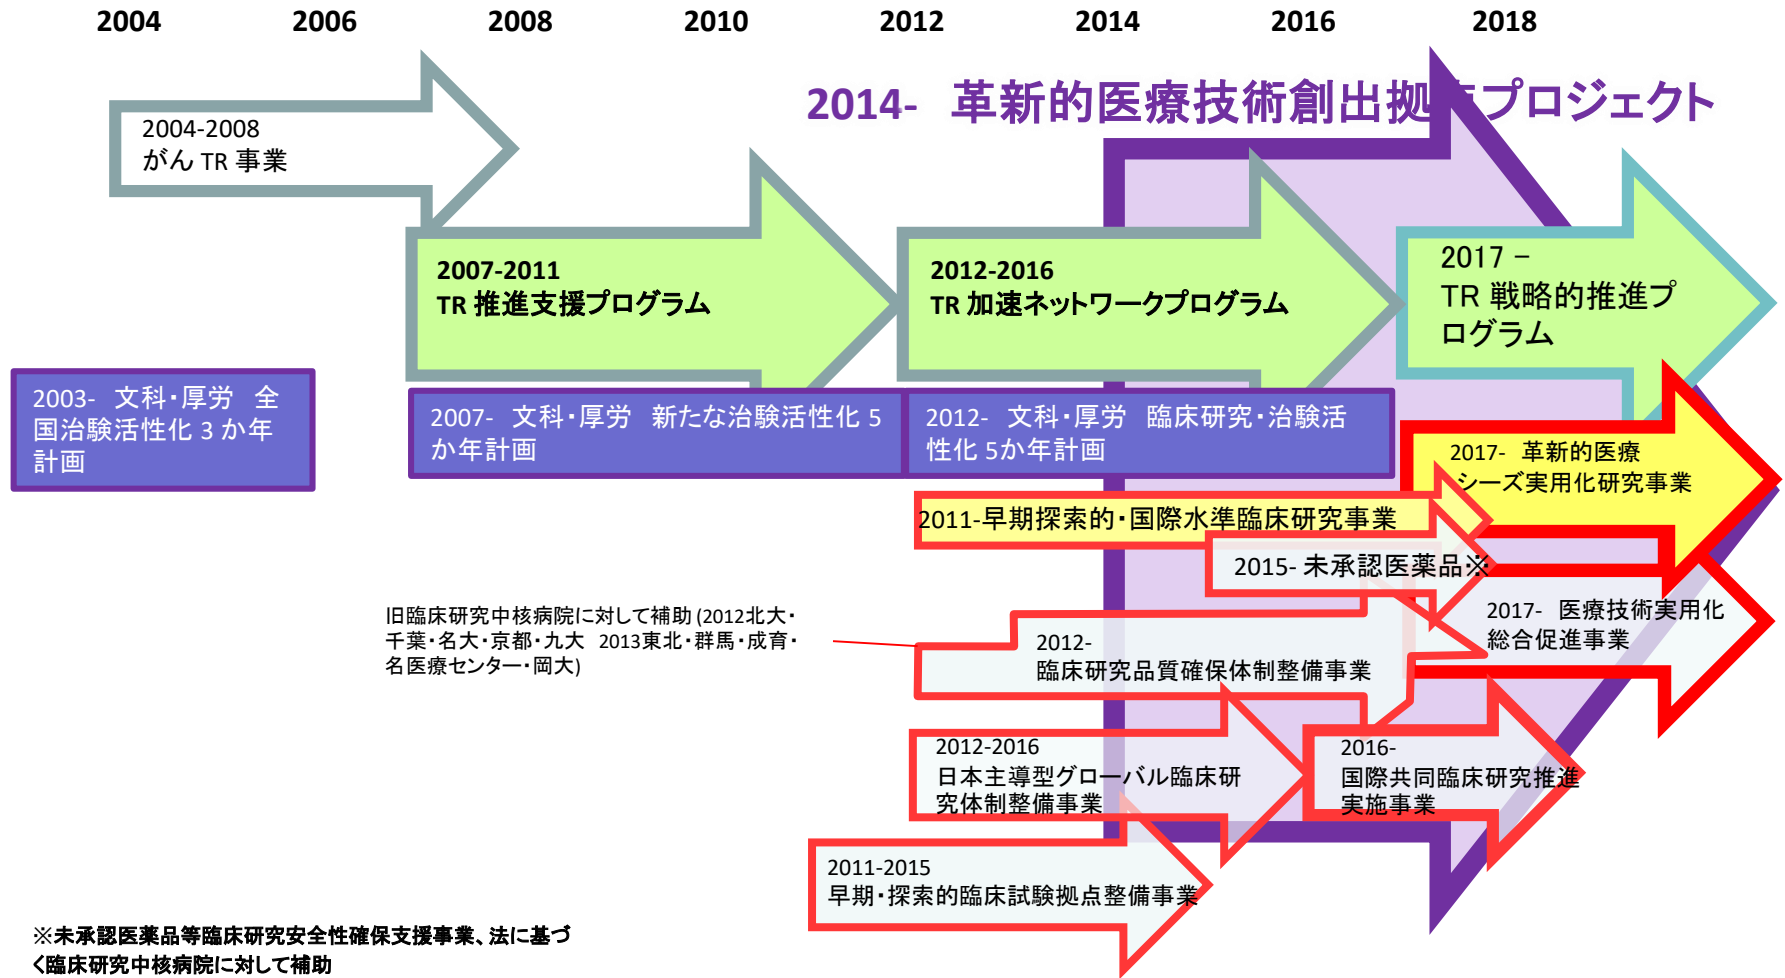 2004 2006 2008 2010 2012 2014 2016 2018
2014- 革新的医療技術創出拠点プロジェクト
2004-2008
がん TR 事業
2007-2011
TR 推進支援プログラム
2012-2016
TR 加速ネットワークプログラム
2017 –
TR 戦略的推進プ
ログラム
2003- 文科・厚労 全
国治験活性化 3 か年
計画
2007- 文科・厚労 新たな治験活性化 5
か年計画
2012- 文科・厚労 臨床研究・治験活
性化 5か年計画
2017- 革新的医療
シーズ実用化研究事業
2011-早期探索的・国際水準臨床研究事業
2015- 未承認医薬品※
旧臨床研究中核病院に対して補助 (2012北大・
千葉・名大・京都・九大 2013東北・群馬・成育・
名医療センター・岡大)
2012-
臨床研究品質確保体制整備事業
2017- 医療技術実用化
総合促進事業
2012-2016
日本主導型グローバル臨床研
究体制整備事業
2016-
国際共同臨床研究推進
実施事業
2011-2015
早期・探索的臨床試験拠点整備事業
※未承認医薬品等臨床研究安全性確保支援事業、法に基づ
く臨床研究中核病院に対して補助